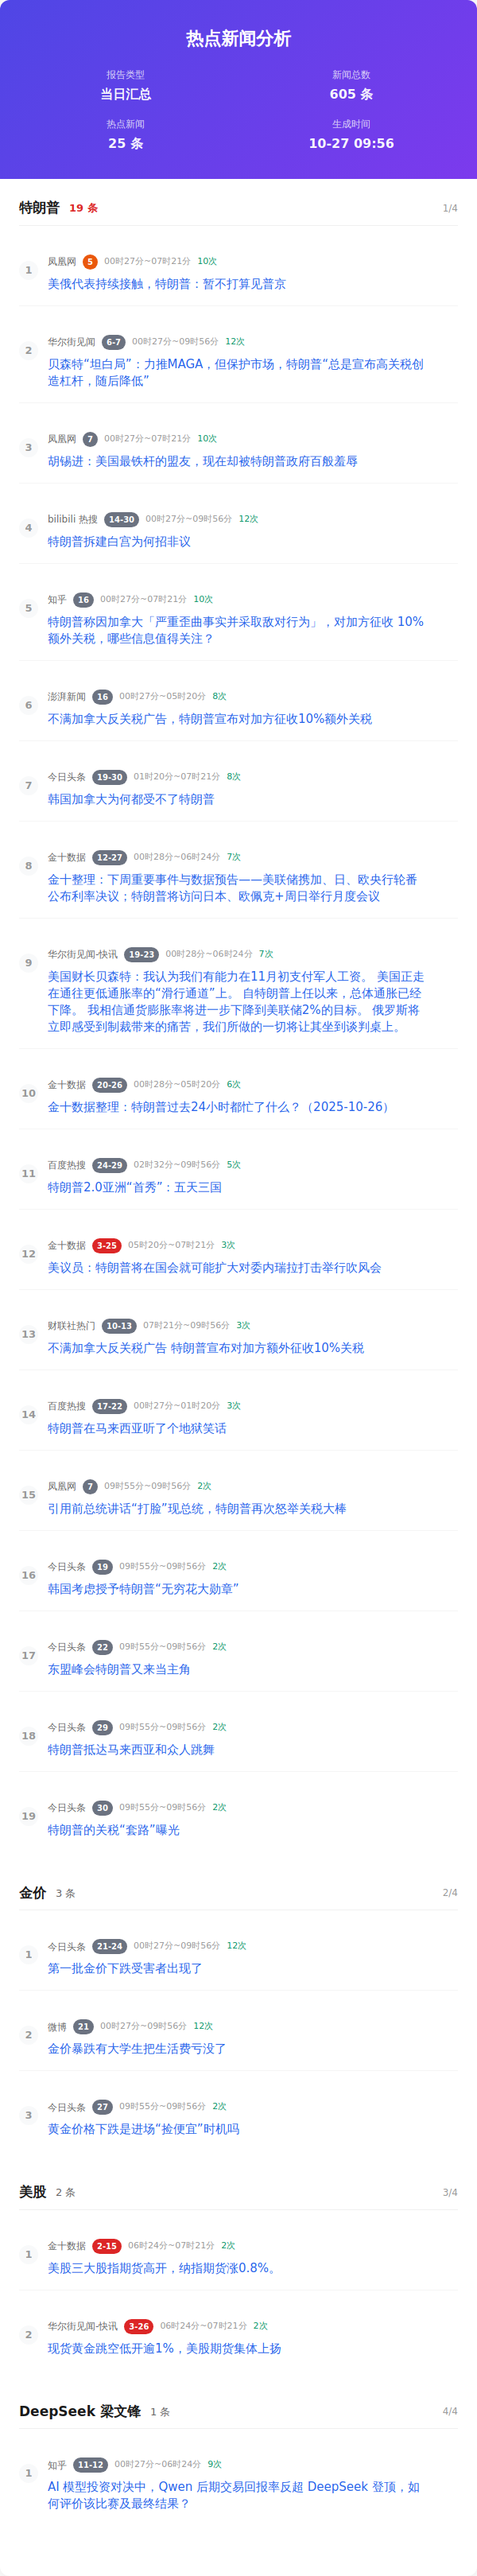 热点新闻分析
报告类型
新闻总数
当日汇总
605 条
热点新闻
生成时间
25 条
10-27 09:56
特朗普 19 条 1/4
1
凤凰网 5 00时27分~07时21分 10次
美俄代表持续接触，特朗普：暂不打算见普京
2
华尔街见闻 6-7 00时27分~09时56分 12次
贝森特“坦白局”：力推MAGA，但保护市场，特朗普“总是宣布高关税创
造杠杆，随后降低”
3
凤凰网 7 00时27分~07时21分 10次
胡锡进：美国最铁杆的盟友，现在却被特朗普政府百般羞辱
4
bilibili 热搜 14-30 00时27分~09时56分 12次
特朗普拆建白宫为何招非议
5
知乎 16 00时27分~07时21分 10次
特朗普称因加拿大「严重歪曲事实并采取敌对行为」，对加方征收 10%
额外关税，哪些信息值得关注？
6
澎湃新闻 16 00时27分~05时20分 8次
不满加拿大反关税广告，特朗普宣布对加方征收10%额外关税
7
今日头条 19-30 01时20分~07时21分 8次
韩国加拿大为何都受不了特朗普
8
金十数据 12-27 00时28分~06时24分 7次
金十整理：下周重要事件与数据预告——美联储携加、日、欧央行轮番
公布利率决议；特朗普将访问日本、欧佩克+周日举行月度会议
9
华尔街见闻-快讯 19-23 00时28分~06时24分 7次
美国财长贝森特：我认为我们有能力在11月初支付军人工资。 美国正走
在通往更低通胀率的“滑行通道”上。 自特朗普上任以来，总体通胀已经
下降。 我相信通货膨胀率将进一步下降到美联储2%的目标。 俄罗斯将
立即感受到制裁带来的痛苦，我们所做的一切将让其坐到谈判桌上。
10
金十数据 20-26 00时28分~05时20分 6次
金十数据整理：特朗普过去24小时都忙了什么？（2025-10-26）
11
百度热搜 24-29 02时32分~09时56分 5次
特朗普2.0亚洲“首秀”：五天三国
12
金十数据 3-25 05时20分~07时21分 3次
美议员：特朗普将在国会就可能扩大对委内瑞拉打击举行吹风会
13
财联社热门 10-13 07时21分~09时56分 3次
不满加拿大反关税广告 特朗普宣布对加方额外征收10%关税
14
百度热搜 17-22 00时27分~01时20分 3次
特朗普在马来西亚听了个地狱笑话
15
凤凰网 7 09时55分~09时56分 2次
引用前总统讲话“打脸”现总统，特朗普再次怒举关税大棒
16
今日头条 19 09时55分~09时56分 2次
韩国考虑授予特朗普“无穷花大勋章”
17
今日头条 22 09时55分~09时56分 2次
东盟峰会特朗普又来当主角
18
今日头条 29 09时55分~09时56分 2次
特朗普抵达马来西亚和众人跳舞
19
今日头条 30 09时55分~09时56分 2次
特朗普的关税“套路”曝光
金价 3 条 2/4
1
今日头条 21-24 00时27分~09时56分 12次
第一批金价下跌受害者出现了
2
微博 21 00时27分~09时56分 12次
金价暴跌有大学生把生活费亏没了
3
今日头条 27 09时55分~09时56分 2次
黄金价格下跌是进场“捡便宜”时机吗
美股 2 条 3/4
1
金十数据 2-15 06时24分~07时21分 2次
美股三大股指期货高开，纳指期货涨0.8%。
2
华尔街见闻-快讯 3-26 06时24分~07时21分 2次
现货黄金跳空低开逾1%，美股期货集体上扬
DeepSeek 梁文锋 1 条 4/4
1
知乎 11-12 00时27分~06时24分 9次
AI 模型投资对决中，Qwen 后期交易回报率反超 DeepSeek 登顶，如
何评价该比赛及最终结果？